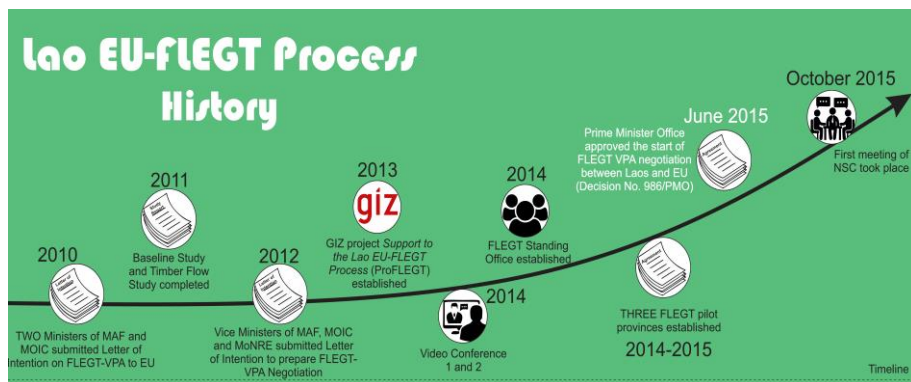 Lao EU-FLEGT Process
History
2010
TWO Ministers of MAF and
MOIC submitted Letter of
Intention on FLEGT-VPA to EU
2011
Baseline Study
and Timber Flow
Study completed
2012
Letter of
Vice Ministers of MAF, MOIC
and MoNRE submitted Letter
of Intention to prepare FLEGT-
VPA Negotiation
2013
giz
GIZ project Support to
the Lao EU-FLEGT
Process (ProFLEGT)
established
2014
FLEGT Standing
Office established
2014
Video Conference
1 and 2
Agreement
THREE FLEGT pilot
provinces established
2014-2015
June 2015
Prime Minister Office
approved the start of
FLEGT VPA negotiation
between Laos and EU
(Decision No. 986/PMO)
Agreement
October 2015
First meeting of
NSC took place
Timeline